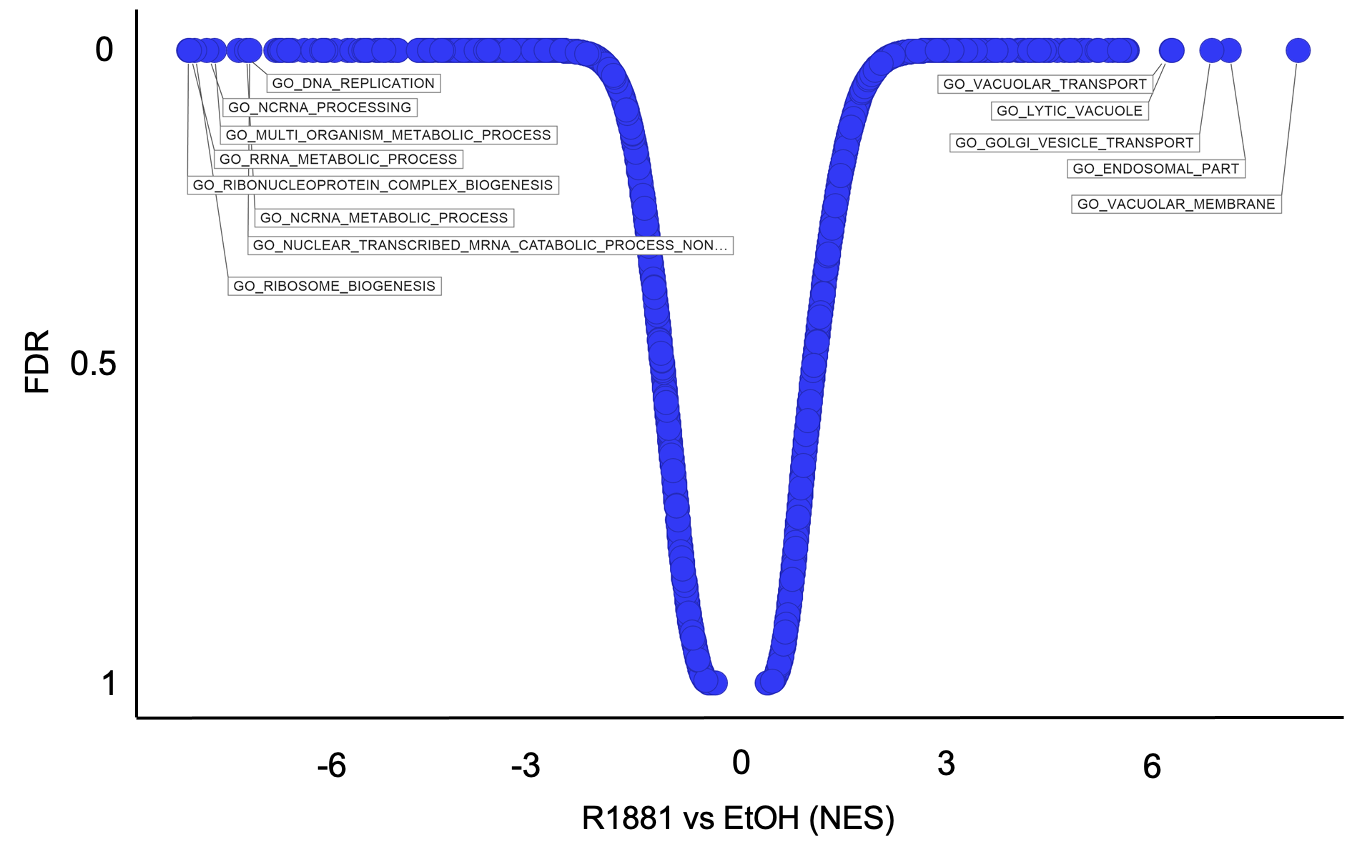 0
GO_DNA_REPLICATION
GO_VACUOLAR_TRANSPORT
GO_NCRNA_PROCESSING
GO_LYTIC_VACUOLE
GO_MULTI_ORGANISM_METABOLIC_PROCESS
GO_GOLGI_VESICLE_TRANSPORT
GO_RRNA_METABOLIC_PROCESS
GO_ENDOSOMAL_PART
GO_RIBONUCLEOPROTEIN_COMPLEX_BIOGENESIS
GO_VACUOLAR_MEMBRANE
GO_NCRNA_METABOLIC_PROCESS
GO_NUCLEAR_TRANSCRIBED_MRNA_CATABOLIC_PROCESS_NON...
GO_RIBOSOME_BIOGENESIS
FDR
0.5
1
-6 -3 0 3 6
R1881 vs EtOH (NES)